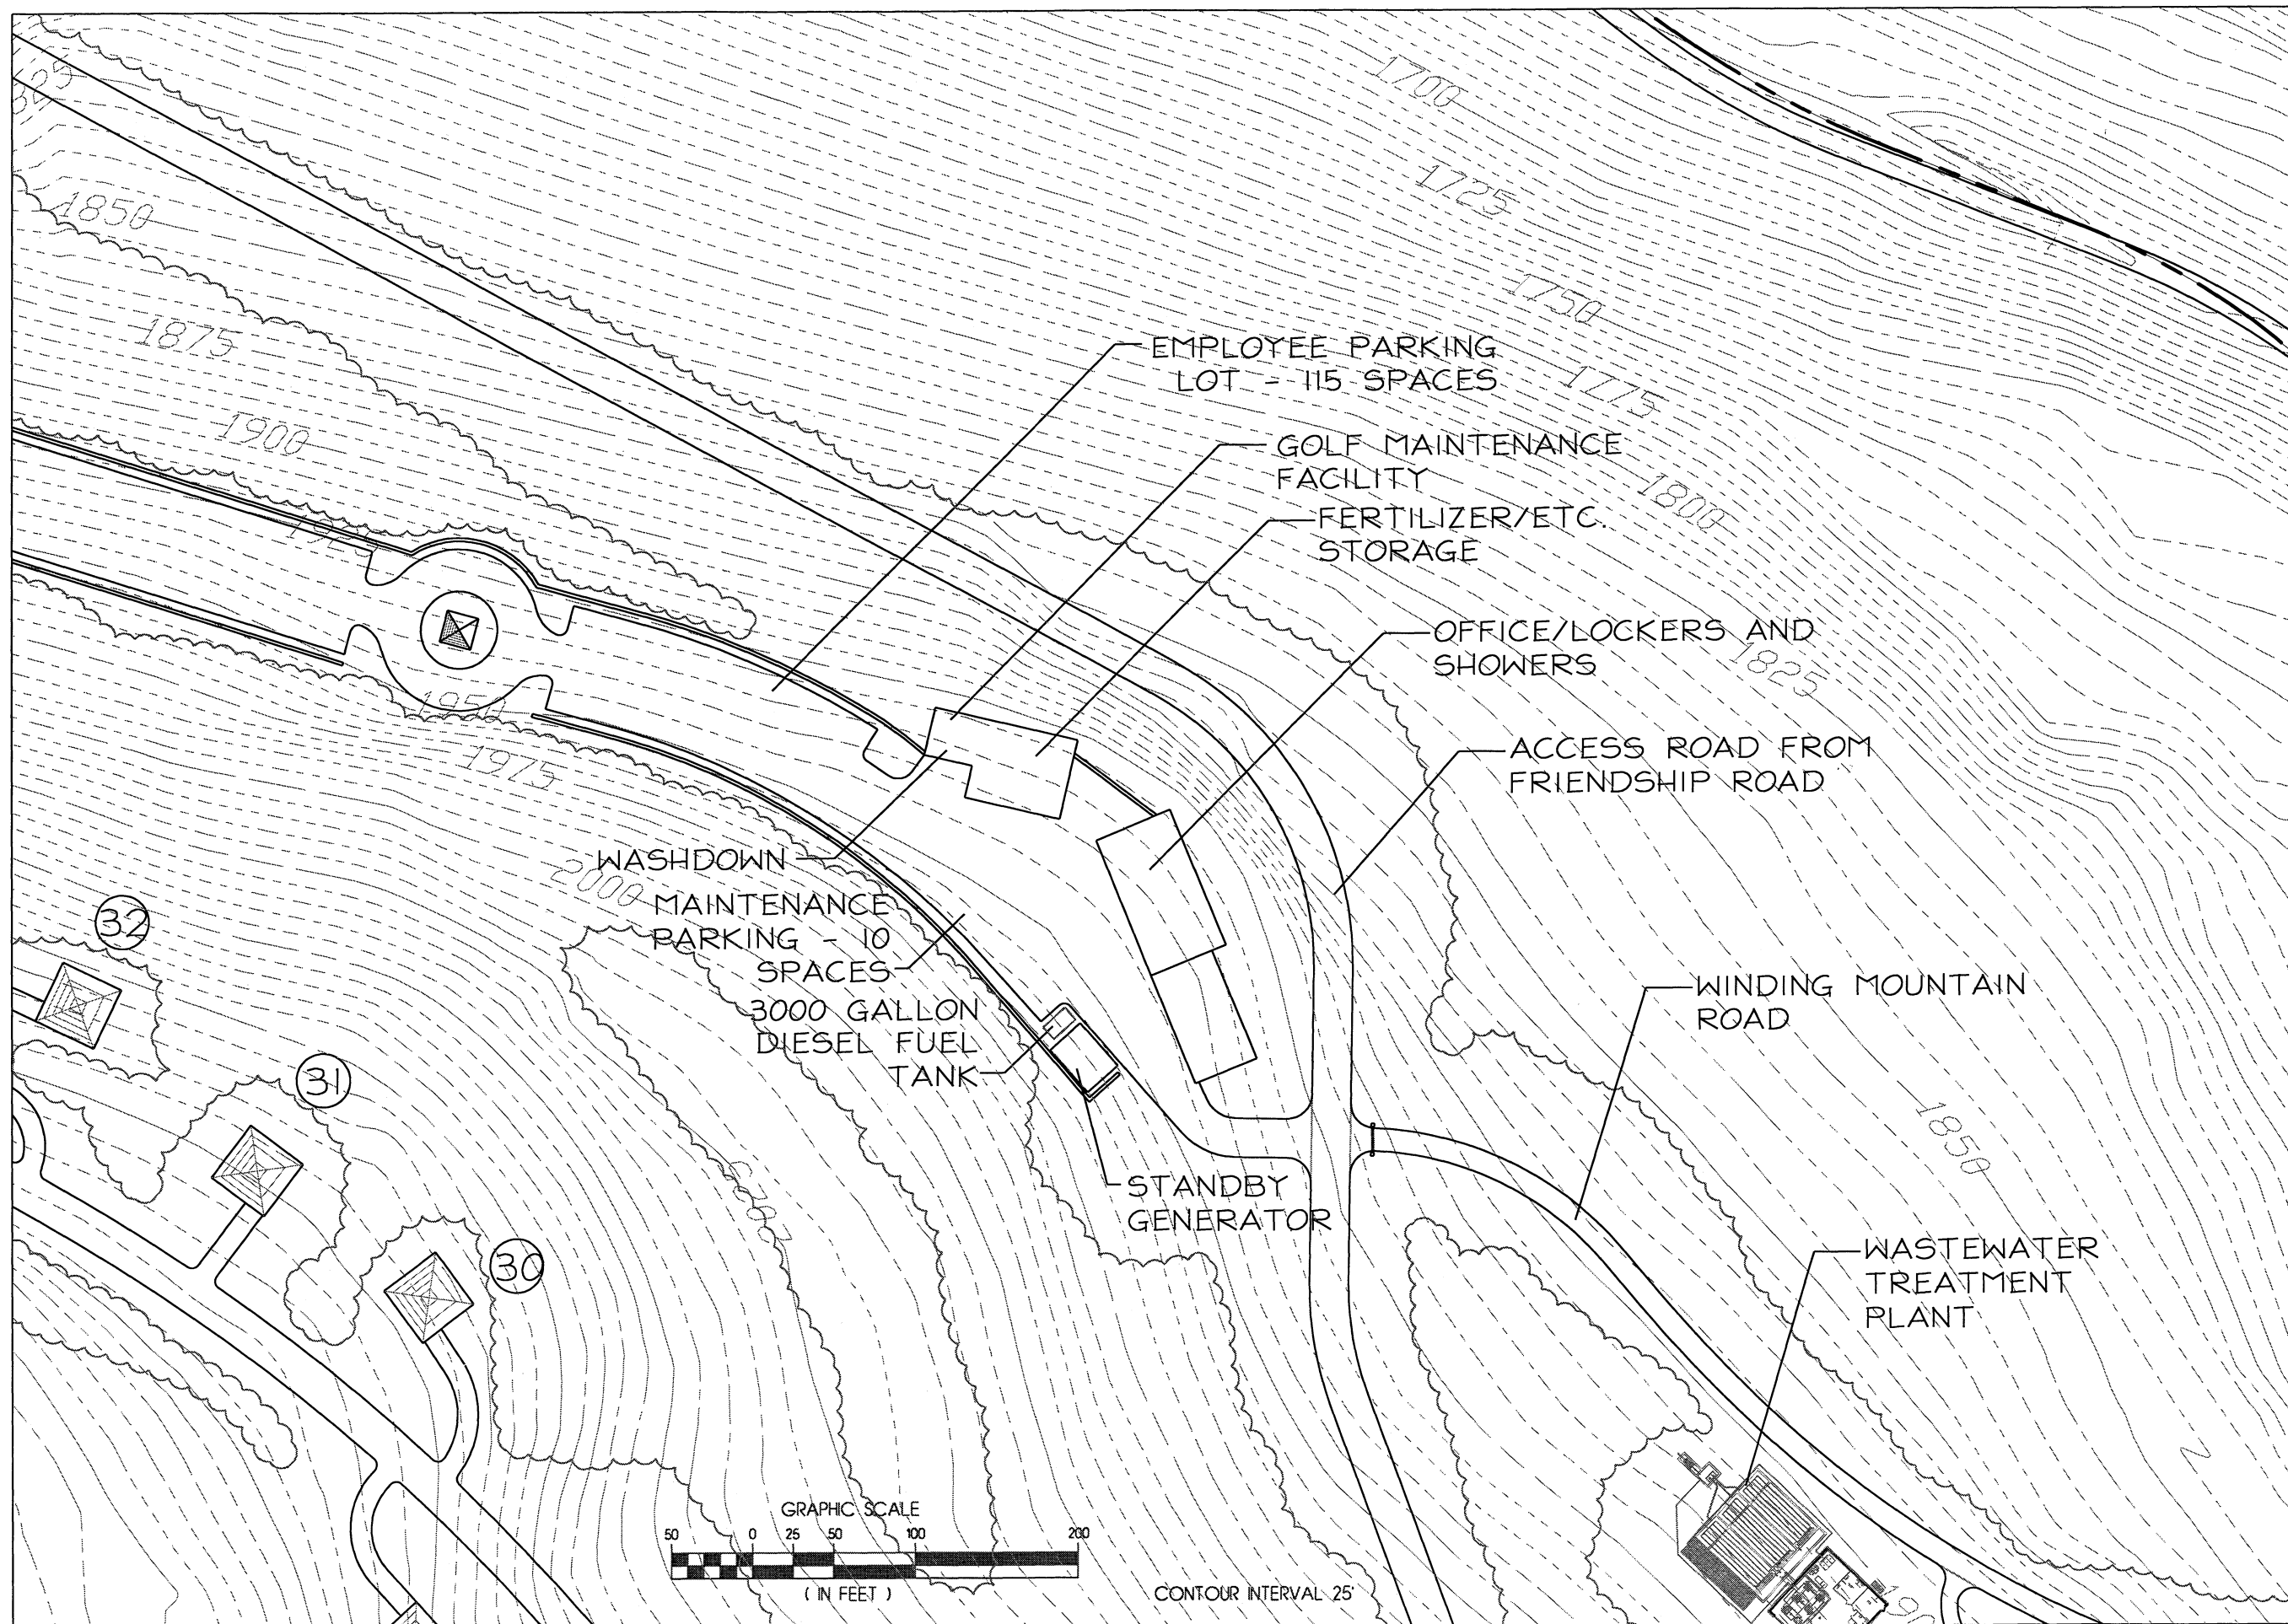 1700
1725
1750
1775
1800
1825
1850
1875
1900
1950
1975
2000
1850
EMPLOYEE PARKING
LOT - 115 SPACES
GOLF MAINTENANCE
FACILITY
FERTILIZER/ETC.
STORAGE
OFFICE/LOCKERS AND
SHOWERS
ACCESS ROAD FROM
FRIENDSHIP ROAD
WASHDOWN
MAINTENANCE
PARKING - 10
SPACES
3000 GALLON
DIESEL FUEL
TANK
STANDBY
GENERATOR
WINDING MOUNTAIN
ROAD
WASTEWATER
TREATMENT
PLANT
32
31
30
GRAPHIC SCALE
50 0 25 50 100 200
( IN FEET )
CONTOUR INTERVAL 25'